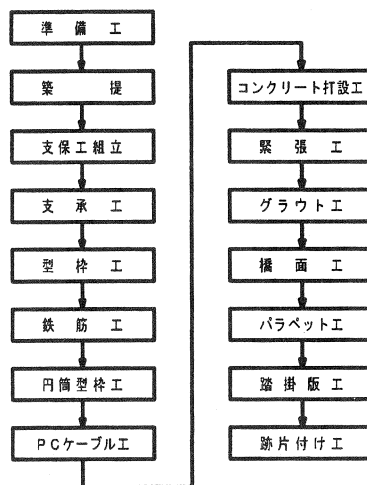 準備工
築提
支保工組立
支承工
型枠工
鉄筋工
円筒型枠工
PCケーブル工
コンクリート打設工
緊張工
グラウト工
橋面工
パラペット工
踏掛版工
跡片付け工